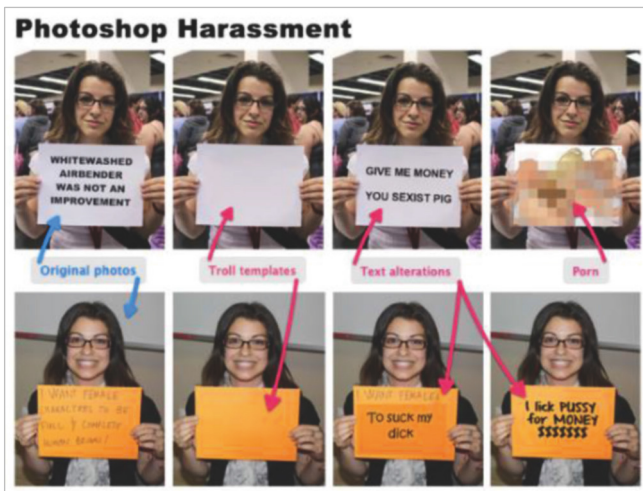 Photoshop Harassment
WHITEWASHED
AIRBENDER
WAS NOT AN
IMPROVEMENT
GIVE ME MONEY
YOU SEXIST PIG
Original photos
Troll templates
Text alterations
Porn
I WANT FEMALE
CHARACTERS TO BE
FULL & COMPLETE
HUMAN BEINGS!
I WANT FEMALE
To suck my
dick
I lick PUSSY
for MONEY
$$$$$$$